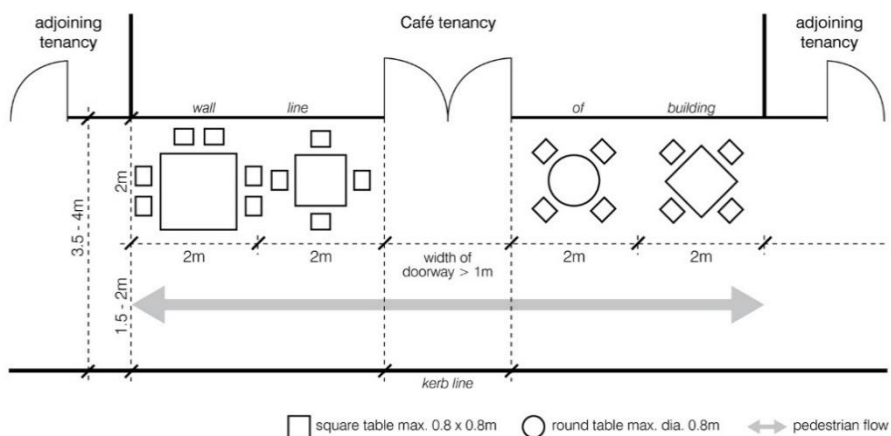 adjoining
tenancy
Café tenancy
adjoining
tenancy
wall
line
of
building
3.5 - 4m
2m
2m
2m
width of
doorway > 1m
2m
2m
1.5 - 2m
kerb line
square table max. 0.8 x 0.8m
round table max. dia. 0.8m
pedestrian flow